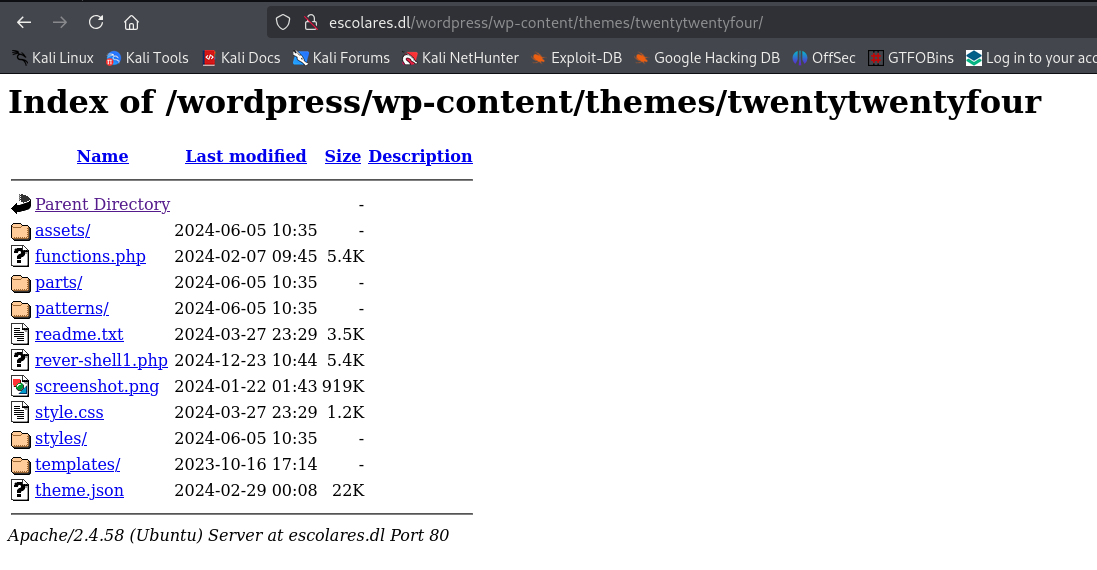 escolares.dl/wordpress/wp-content/themes/twentytwentyfour/
Kali Linux Kali Tools Kali Docs Kali Forums Kali NetHunter Exploit-DB Google Hacking DB OffSec GTFOBins Log in to your acc
Index of /wordpress/wp-content/themes/twentytwentyfour
Name Last modified Size Description
Parent Directory -
assets/ 2024-06-05 10:35 -
functions.php 2024-02-07 09:45 5.4K
parts/ 2024-06-05 10:35 -
patterns/ 2024-06-05 10:35 -
readme.txt 2024-03-27 23:29 3.5K
rever-shell1.php 2024-12-23 10:44 5.4K
screenshot.png 2024-01-22 01:43 919K
style.css 2024-03-27 23:29 1.2K
styles/ 2024-06-05 10:35 -
templates/ 2023-10-16 17:14 -
theme.json 2024-02-29 00:08 22K
Apache/2.4.58 (Ubuntu) Server at escolares.dl Port 80